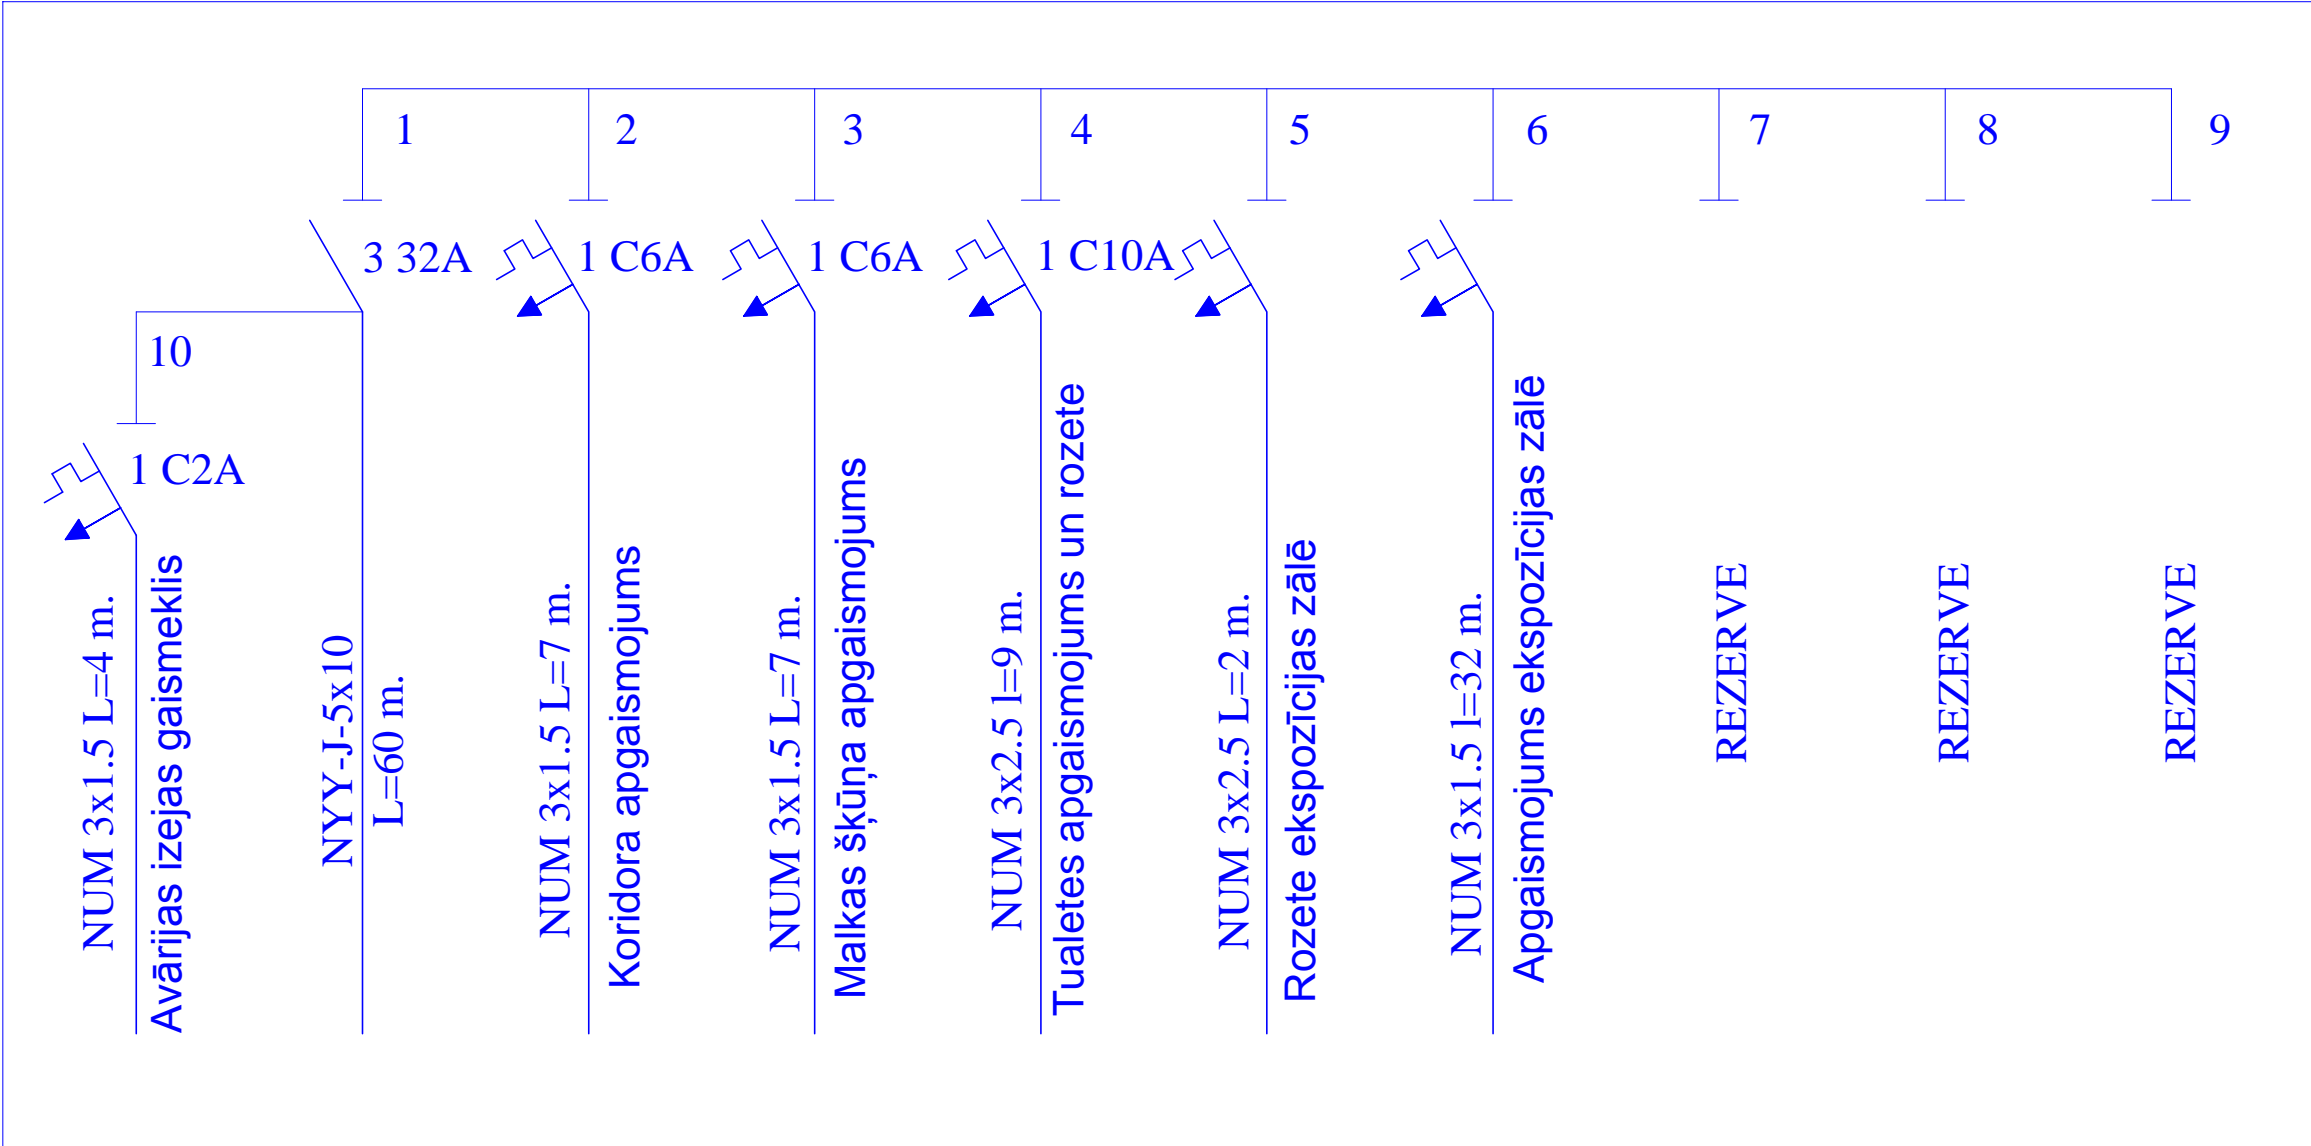 1
2
3
4
5
6
7
8
9
3 32A
1 C6A
1 C6A
1 C10A
10
1 C2A
NUM 3x1.5 L=4 m.
Avārijas izejas gaismeklis
NYY-J-5x10
L=60 m.
NUM 3x1.5 L=7 m.
Koridora apgaismojums
NUM 3x1.5 L=7 m.
Malkas šķūņa apgaismojums
NUM 3x2.5 l=9 m.
Tualetes apgaismojums un rozete
NUM 3x2.5 L=2 m.
Rozete ekspozīcijas zālē
NUM 3x1.5 l=32 m.
Apgaismojums ekspozīcijas zālē
REZERVE
REZERVE
REZERVE